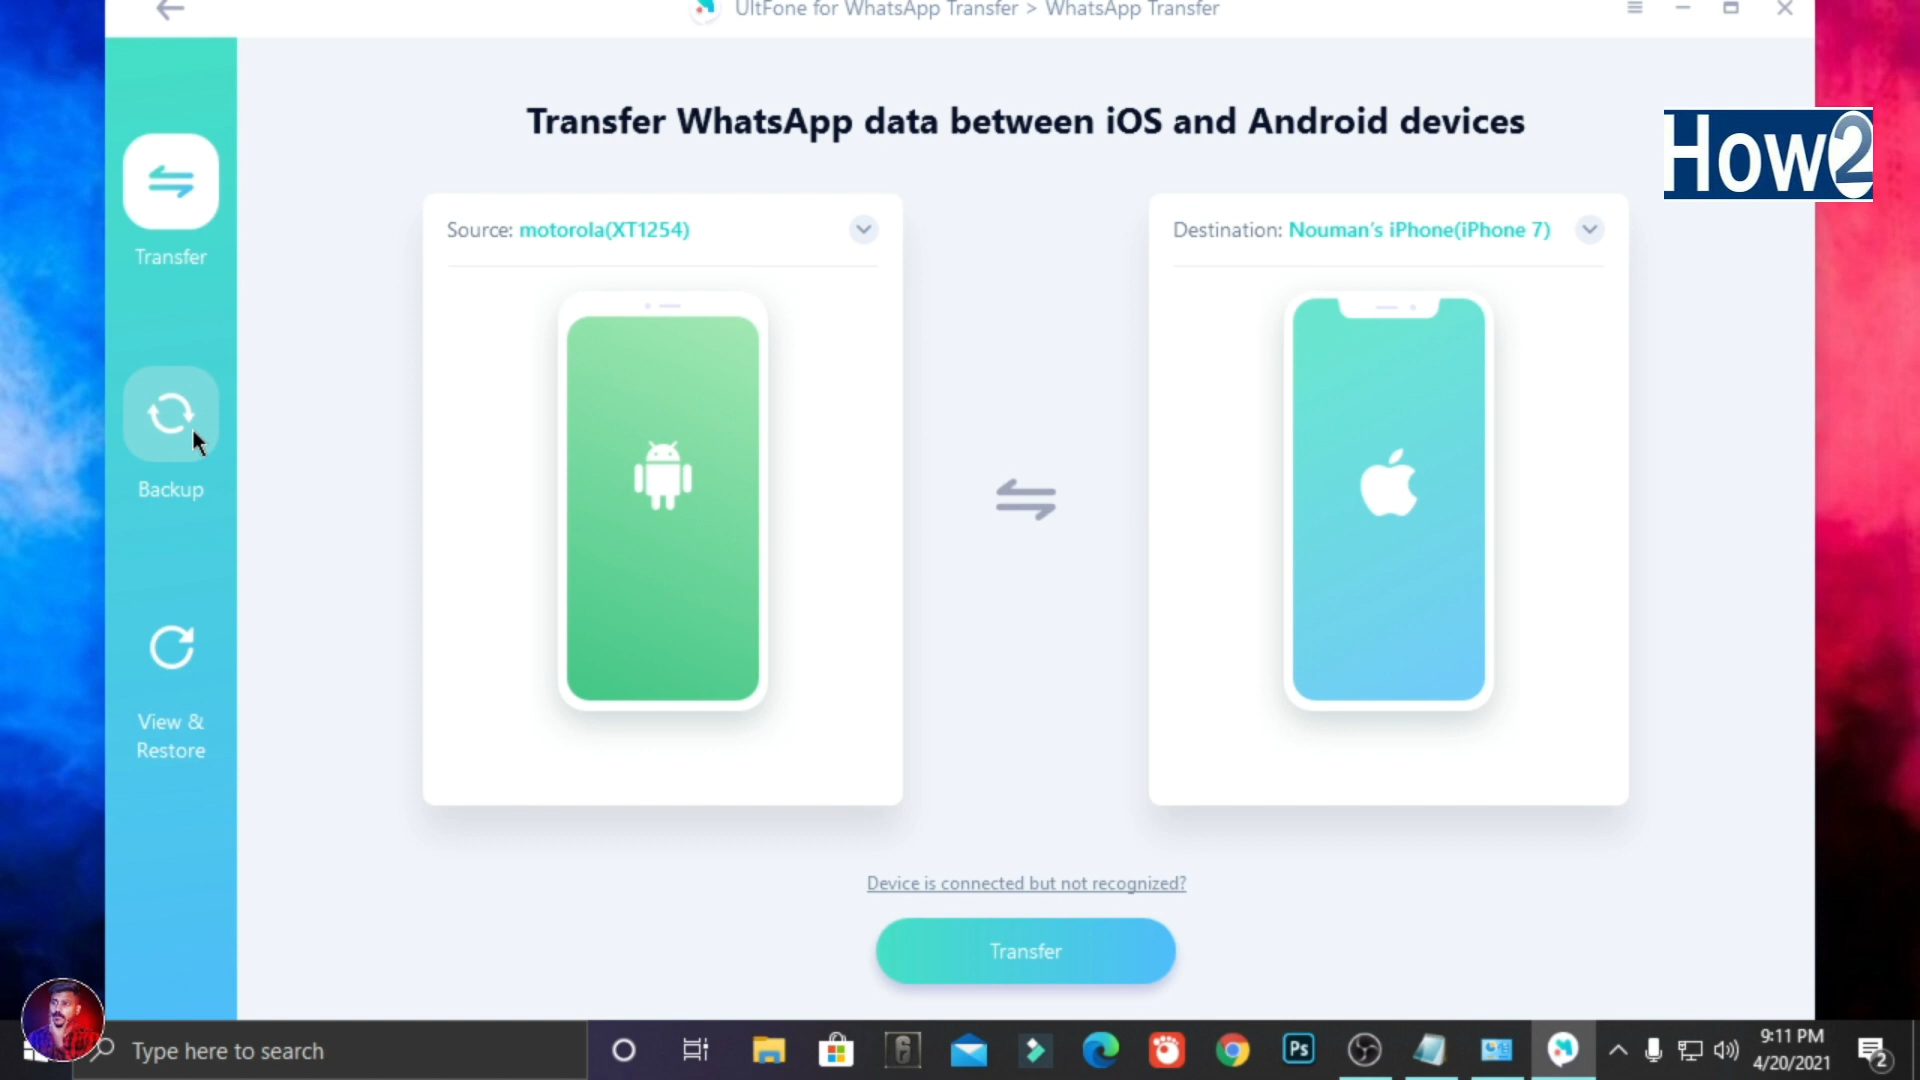 UltFone for WhatsApp Transfer > WhatsApp Transfer
Transfer WhatsApp data between iOS and Android devices
How2
Transfer
Source: motorola(XT1254)
Destination: Nouman's iPhone(iPhone 7)
Backup
View &
Restore
Device is connected but not recognized?
Transfer
Type here to search
Ps
9:11 PM
4/20/2021
2